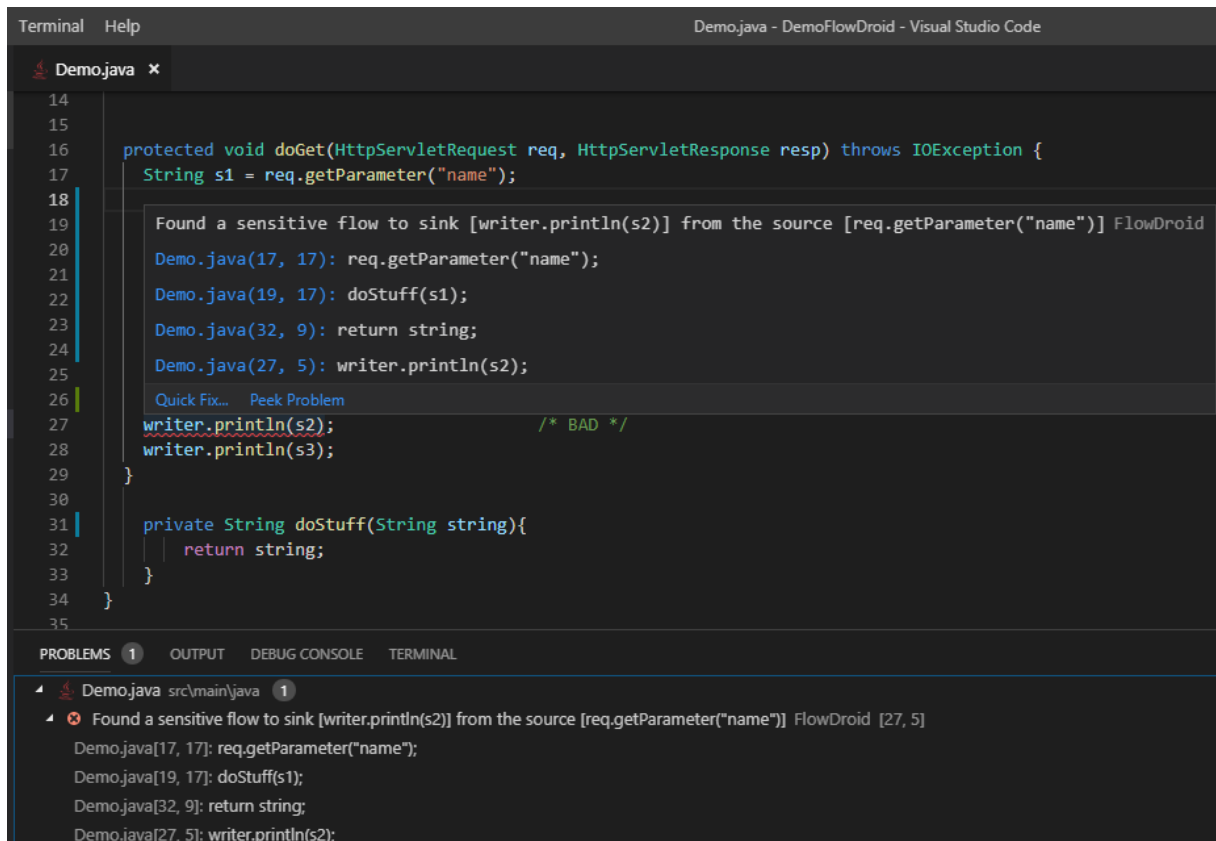 Terminal Help Demo.java - DemoFlowDroid - Visual Studio Code
Demo.java ×
14
15
16 protected void doGet(HttpServletRequest req, HttpServletResponse resp) throws IOException {
17 String s1 = req.getParameter("name");
18
19 Found a sensitive flow to sink [writer.println(s2)] from the source [req.getParameter("name")] FlowDroid
20 Demo.java(17, 17): req.getParameter("name");
21
22 Demo.java(19, 17): doStuff(s1);
23 Demo.java(32, 9): return string;
24
25 Demo.java(27, 5): writer.println(s2);
26 Quick Fix... Peek Problem
27 writer.println(s2); /* BAD */
28 writer.println(s3);
29 }
30
31 private String doStuff(String string){
32 return string;
33 }
34 }
35
PROBLEMS 1 OUTPUT DEBUG CONSOLE TERMINAL
Demo.java src\main\java 1
Found a sensitive flow to sink [writer.println(s2)] from the source [req.getParameter("name")] FlowDroid [27, 5]
Demo.java[17, 17]: req.getParameter("name");
Demo.java[19, 17]: doStuff(s1);
Demo.java[32, 9]: return string;
Demo.java[27, 5]: writer.println(s2);